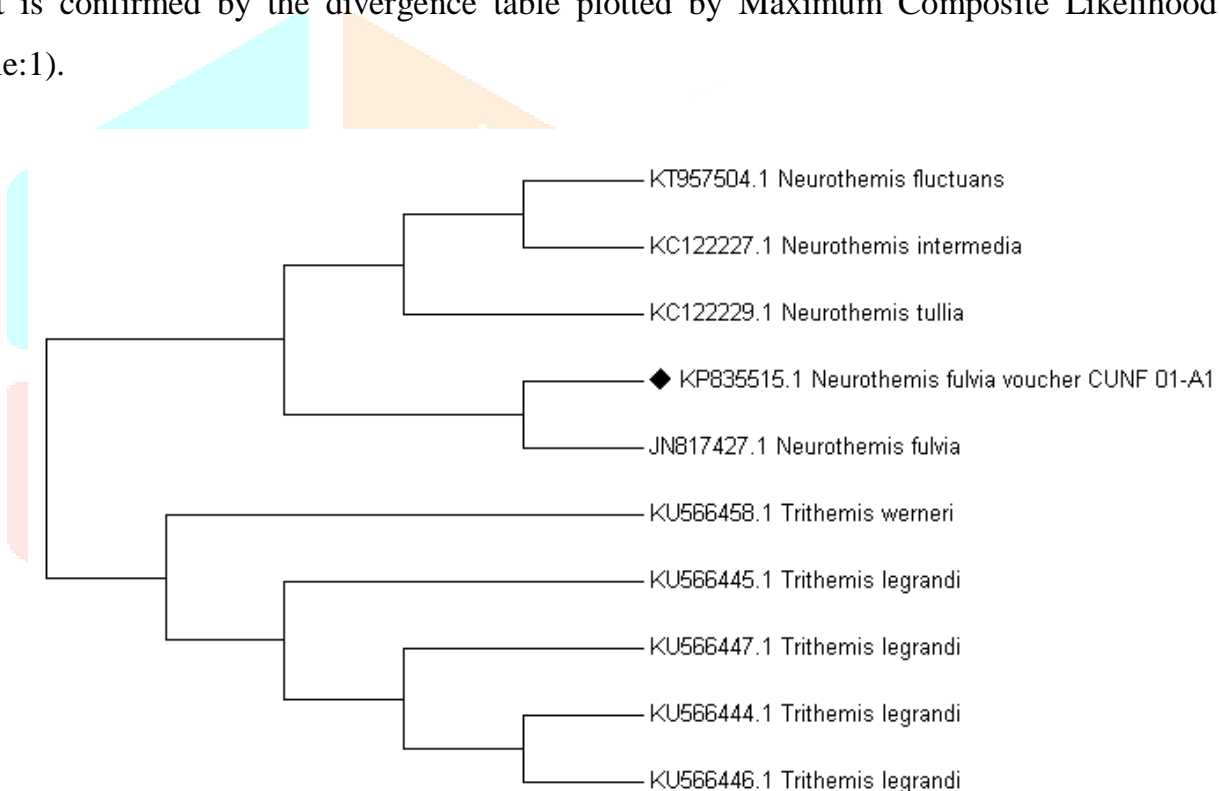 t is confirmed by the divergence table plotted by Maximum Composite Likelihood
e:1).
KT957504.1 Neurothemis fluctuans
KC122227.1 Neurothemis intermedia
KC122229.1 Neurothemis tullia
◆ KP835515.1 Neurothemis fulvia voucher CUNF 01-A1
JN817427.1 Neurothemis fulvia
KU566458.1 Trithemis werneri
KU566445.1 Trithemis legrandi
KU566447.1 Trithemis legrandi
KU566444.1 Trithemis legrandi
KU566446.1 Trithemis legrandi